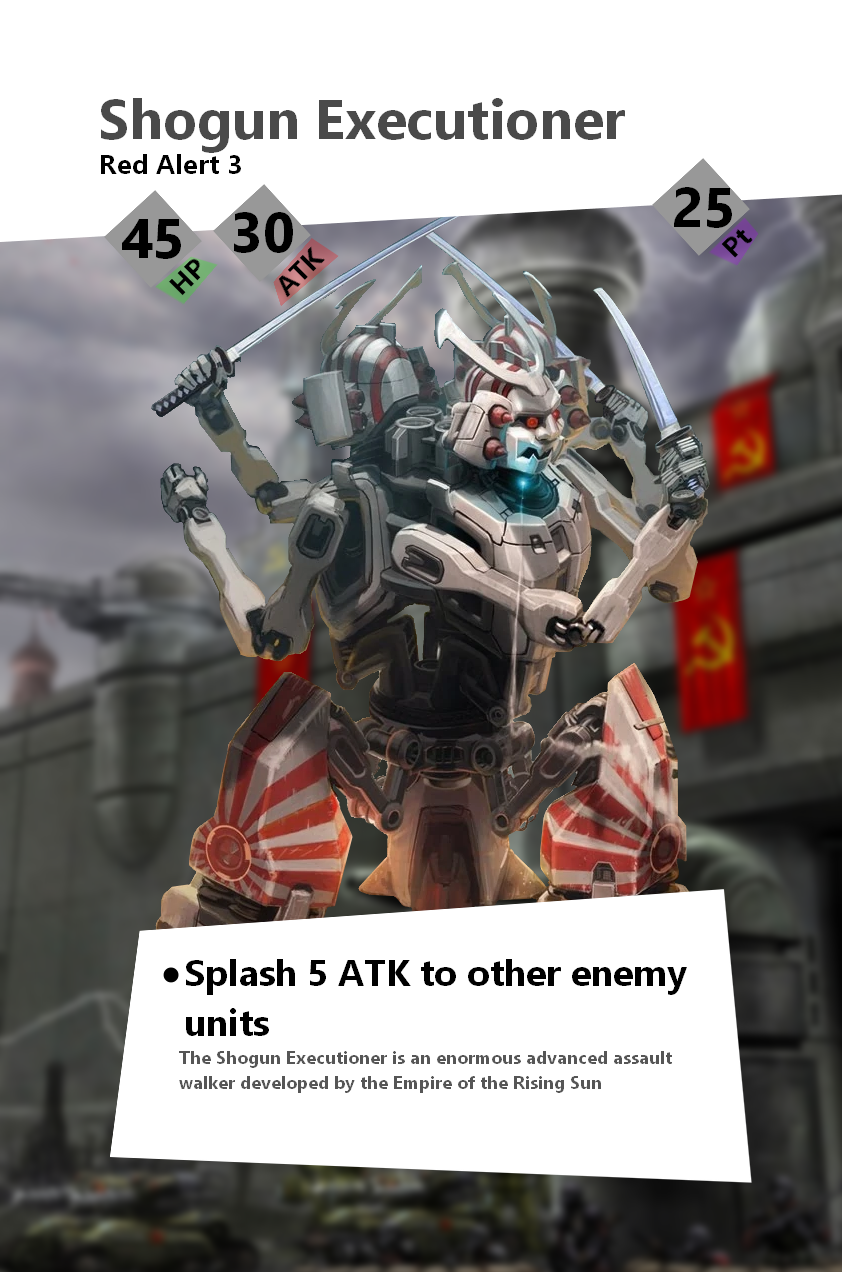 Shogun Executioner
Red Alert 3
45 HP
30 ATK
25 Pt
•Splash 5 ATK to other enemy
units
The Shogun Executioner is an enormous advanced assault
walker developed by the Empire of the Rising Sun